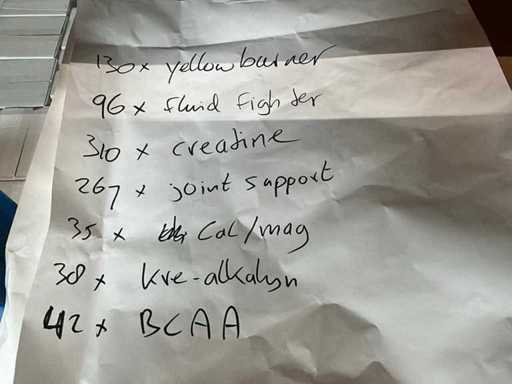 130 x yellow burner
96 x fluid fighter
310 x creatine
267 x joint support
35 x Cal/mag
38 x kre-alkalyn
42 x BCAA